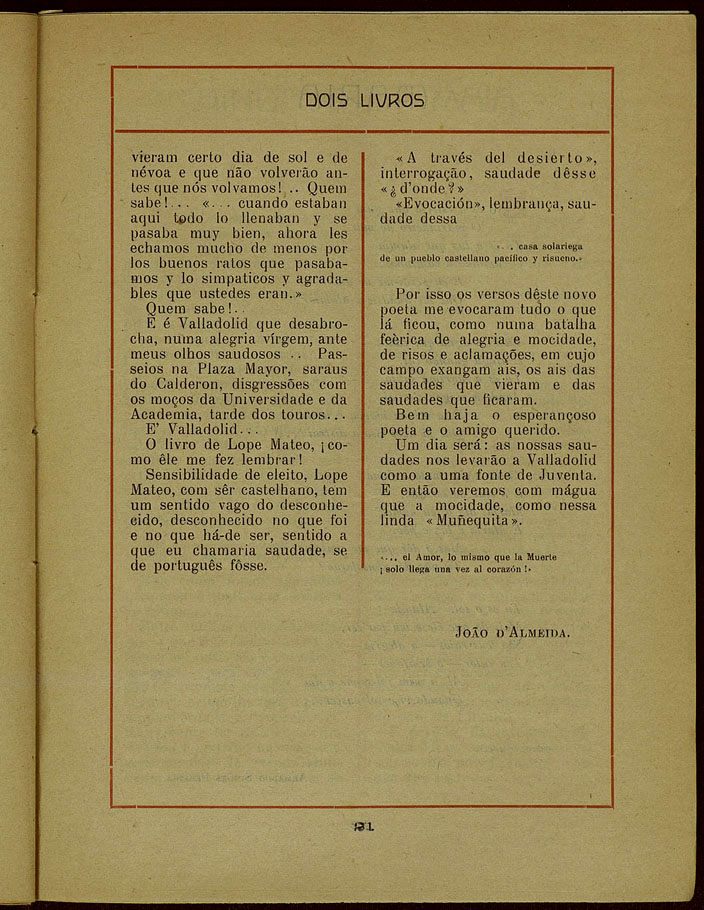 DOIS LIVROS
vieram certo dia de sol e de
névoa e que não volverão an-
tes que nós volvamos! .. Quem
sabe!... «... cuando estaban
aqui todo lo llenaban y se
pasaba muy bien, ahora les
echamos mucho de menos por
los buenos ratos que pasaba-
mos y lo simpaticos y agrada-
bles que ustedes eran.»
Quem sabe!..
E é Valladolid que desabro-
cha, numa alegria vírgem, ante
meus olhos saudosos .. Pas-
seios na Plaza Mayor, saraus
do Calderon, disgressões com
os moços da Universidade e da
Academia, tarde dos touros...
E' Valladolid...
O livro de Lope Mateo, ¡co-
mo êle me fez lembrar!
Sensibilidade de eleito, Lope
Mateo, com sêr castelhano, tem
um sentido vago do desconhe-
cido, desconhecido no que foi
e no que há-de ser, sentido a
que eu chamaria saudade, se
de português fôsse.
«A través del desierto»,
interrogação, saudade dêsse
«¿d'onde?»
«Evocación», lembrança, sau-
dade dessa
«. . casa solariega
de un pueblo castellano pacífico y risueno.»
Por isso os versos dêste novo
poeta me evocaram tudo o que
lá ficou, como numa batalha
feèrica de alegria e mocidade,
de risos e aclamações, em cujo
campo exangam ais, os ais das
saudades que vieram e das
saudades que ficaram.
Bem haja o esperançoso
poeta e o amigo querido.
Um dia será: as nossas sau-
dades nos levarão a Valladolid
como a uma fonte de Juventa.
E então veremos com mágua
que a mocidade, como nessa
linda «Muñequita».
«... el Amor, lo mismo que la Muerte
¡solo llega una vez al corazón!»
JOÃO D'ALMEIDA.